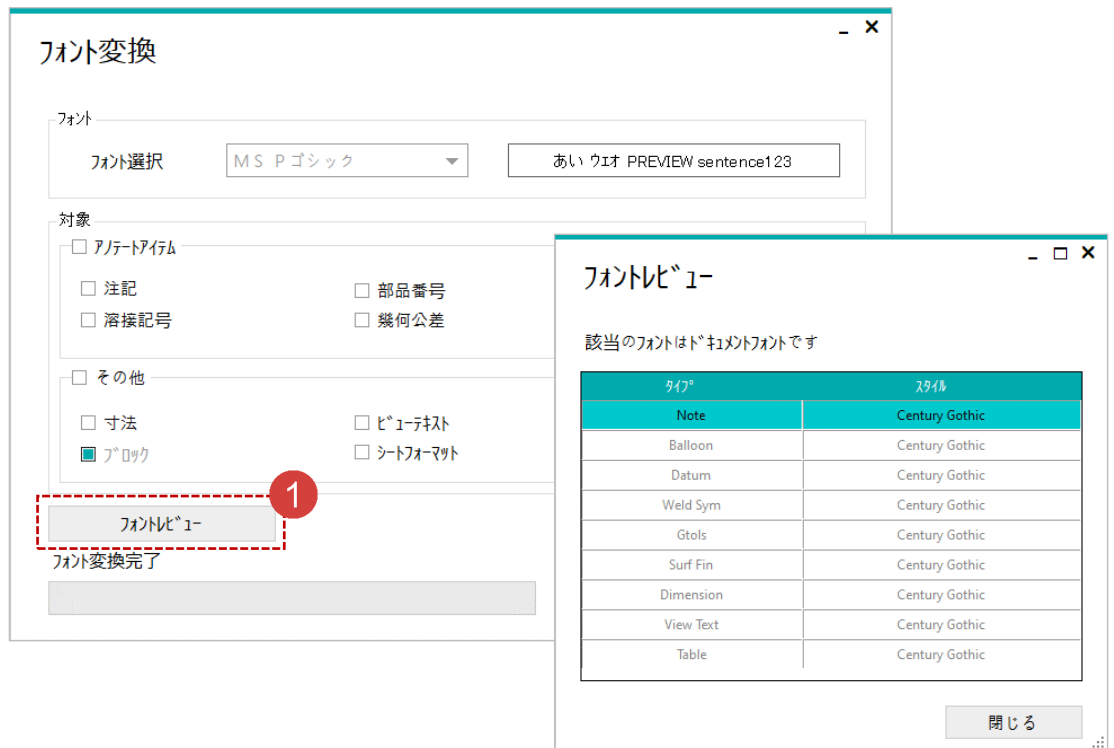 フォント変換
ﾌｫﾝﾄ
ﾌｫﾝﾄ選択
ＭＳ Ｐゴシック
あい ｳｴｵ PREVIEW sentence123
対象
ｱﾉﾃｰﾄｱｲﾃﾑ
注記
部品番号
溶接記号
幾何公差
その他
寸法
ﾋﾞｭｰﾃｷｽﾄ
ﾌﾞﾛｯｸ
ｼｰﾄﾌｫｰﾏｯﾄ
ﾌｫﾝﾄﾚﾋﾞｭｰ
1
ﾌｫﾝﾄ変換完了
ﾌｫﾝﾄﾚﾋﾞｭｰ
該当のﾌｫﾝﾄはﾄﾞｷｭﾒﾝﾄﾌｫﾝﾄです
ﾀｲﾌﾟ ｽﾀｲﾙ
Note Century Gothic
Balloon Century Gothic
Datum Century Gothic
Weld Sym Century Gothic
Gtols Century Gothic
Surf Fin Century Gothic
Dimension Century Gothic
View Text Century Gothic
Table Century Gothic
閉じる